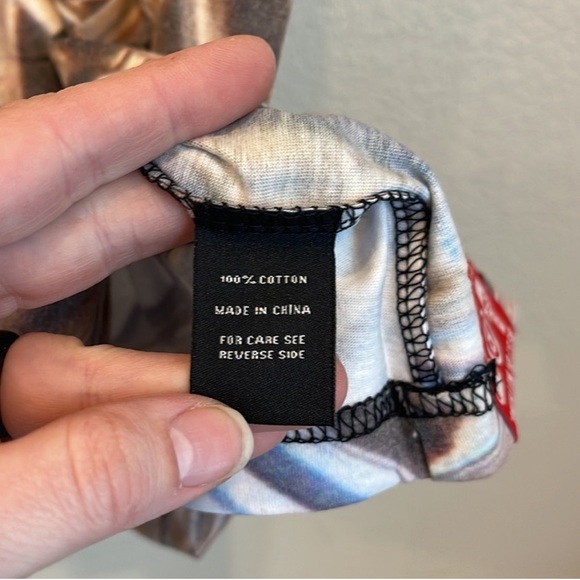 100% COTTON
MADE IN CHINA
FOR CARE SEE
REVERSE SIDE